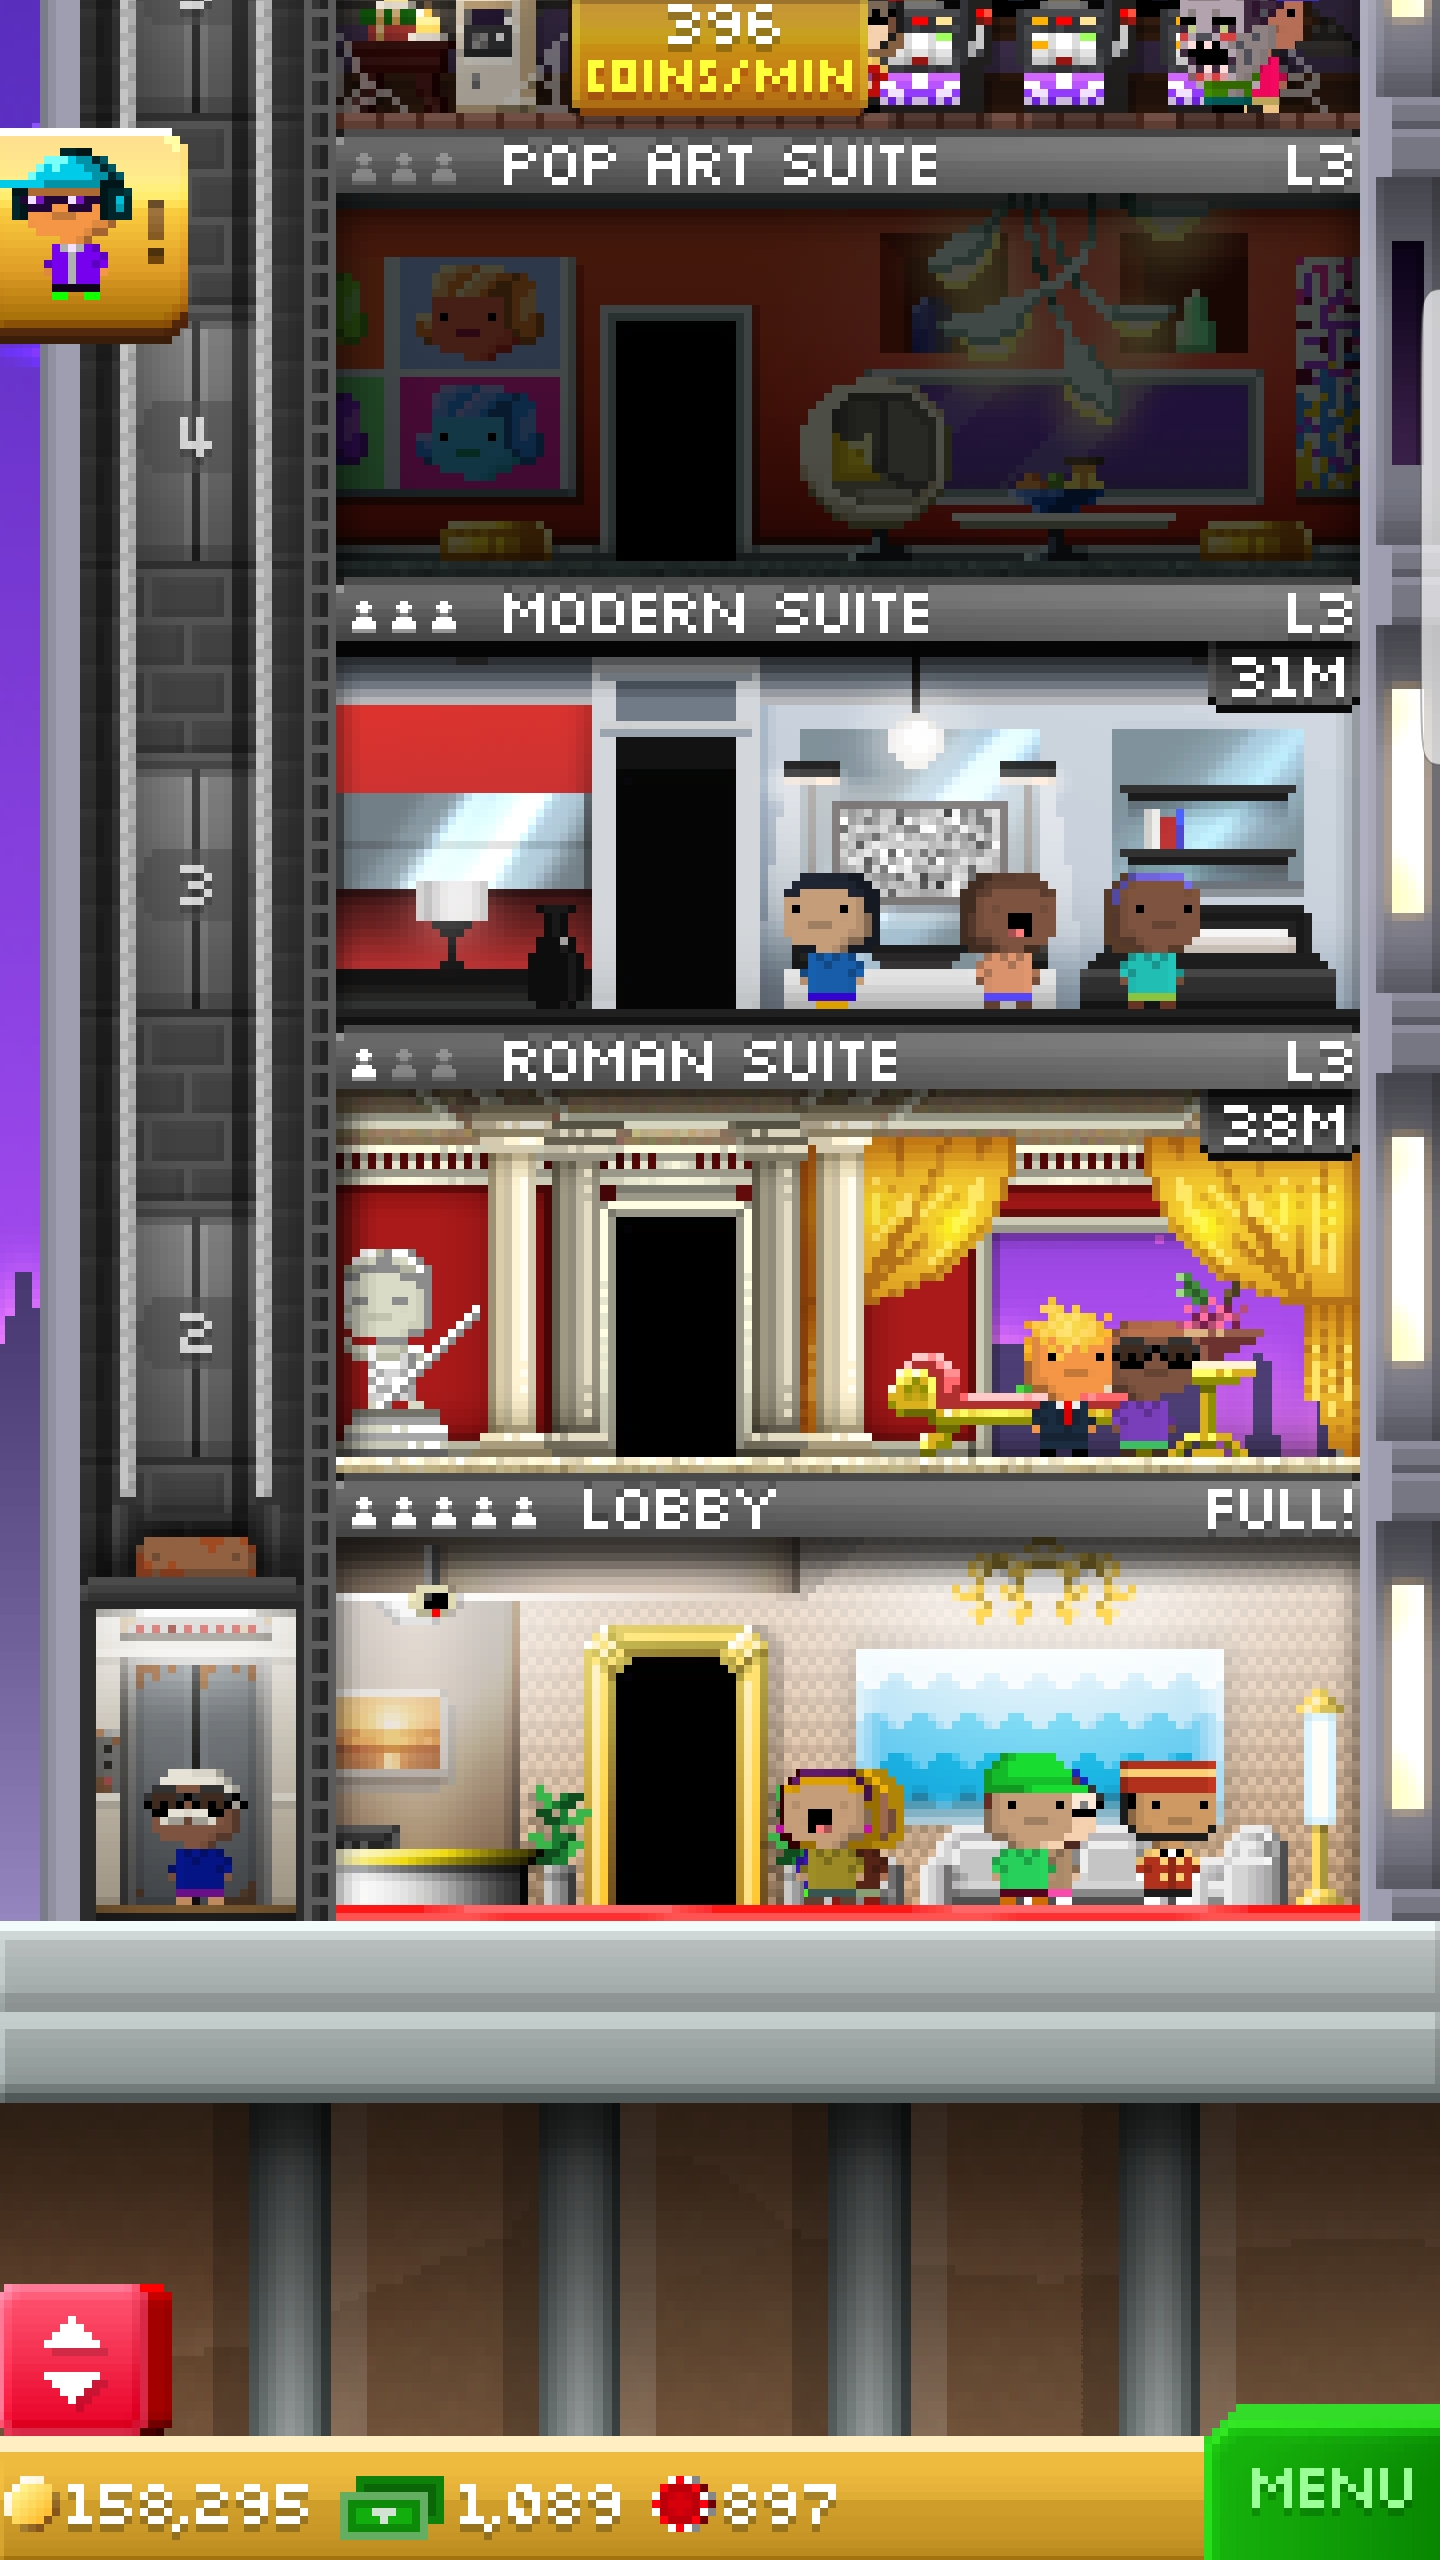 396
COINS/MIN
POP ART SUITE L3
!
4
MODERN SUITE L3
31M
3
ROMAN SUITE L3
38M
2
LOBBY FULL!
158,295 1,089 897
MENU